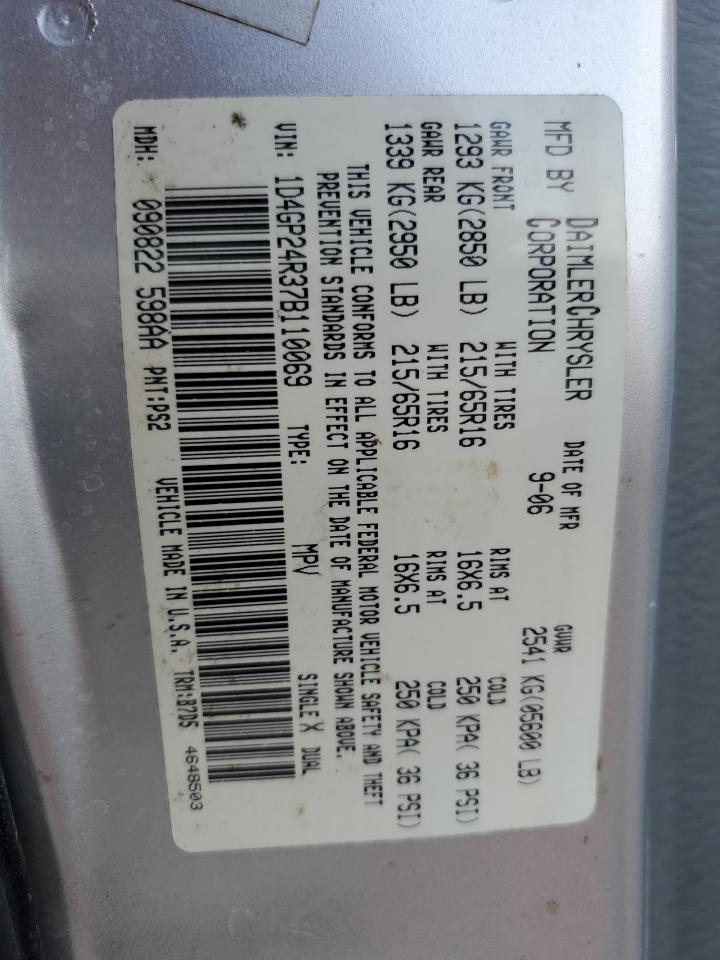 MFD BY DAIMLERCHRYSLER CORPORATION DATE OF MFR 9-06 GVWR 2541 KG(05600 LB)
GAWR FRONT WITH TIRES RIMS AT COLD
1293 KG(2850 LB) 215/65R16 16X6.5 250 KPA( 36 PSI)
GAWR REAR WITH TIRES RIMS AT COLD
1339 KG(2950 LB) 215/65R16 16X6.5 250 KPA( 36 PSI)
THIS VEHICLE CONFORMS TO ALL APPLICABLE FEDERAL MOTOR VEHICLE SAFETY AND THEFT
PREVENTION STANDARDS IN EFFECT ON THE DATE OF MANUFACTURE SHOWN ABOVE.
VIN: 1D4GP24R37B110069 TYPE: MPV SINGLE X DUAL
MDH: 090822 598AA PNT:PS2 VEHICLE MADE IN U.S.A. TRM:B7D5 4648503